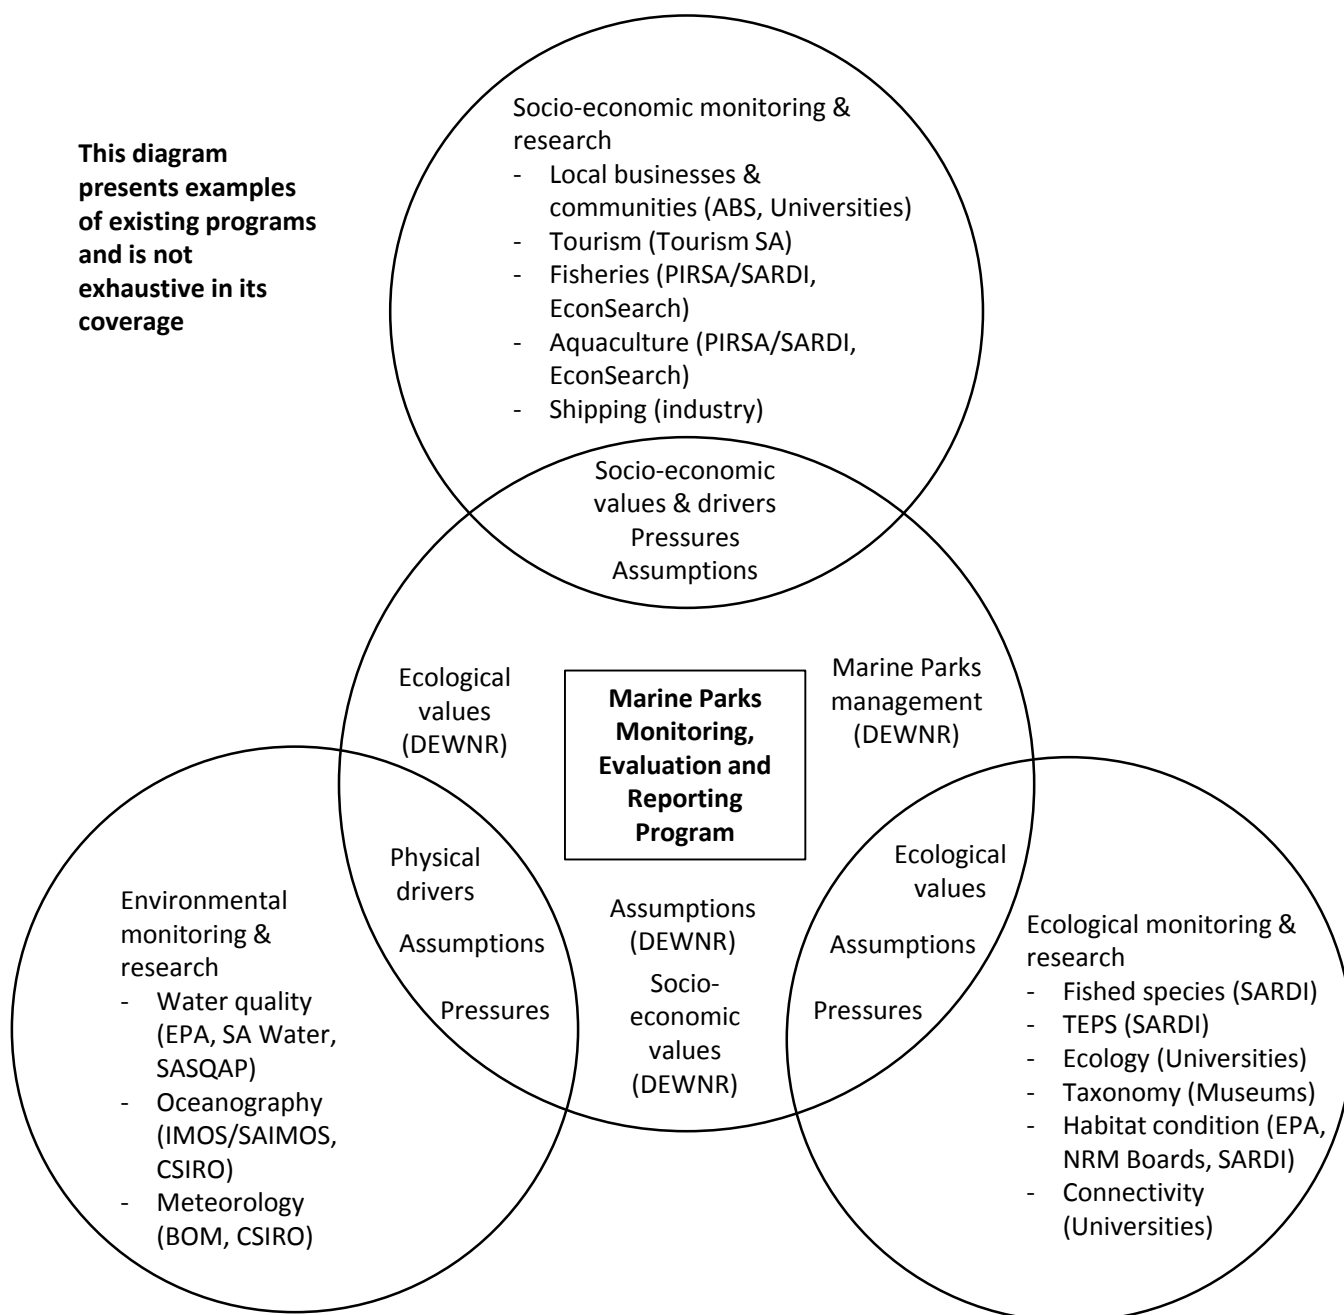 This diagram
presents examples
of existing programs
and is not
exhaustive in its
coverage
Socio-economic monitoring &
research
- Local businesses &
communities (ABS, Universities)
- Tourism (Tourism SA)
- Fisheries (PIRSA/SARDI,
EconSearch)
- Aquaculture (PIRSA/SARDI,
EconSearch)
- Shipping (industry)
Socio-economic
values & drivers
Pressures
Assumptions
Ecological
values
(DEWNR)
Marine Parks
Monitoring,
Evaluation and
Reporting
Program
Marine Parks
management
(DEWNR)
Physical
drivers
Assumptions
Pressures
Assumptions
(DEWNR)
Socio-
economic
values
(DEWNR)
Ecological
values
Assumptions
Pressures
Environmental
monitoring &
research
- Water quality
(EPA, SA Water,
SASQAP)
- Oceanography
(IMOS/SAIMOS,
CSIRO)
- Meteorology
(BOM, CSIRO)
Ecological monitoring &
research
- Fished species (SARDI)
- TEPS (SARDI)
- Ecology (Universities)
- Taxonomy (Museums)
- Habitat condition (EPA,
NRM Boards, SARDI)
- Connectivity
(Universities)